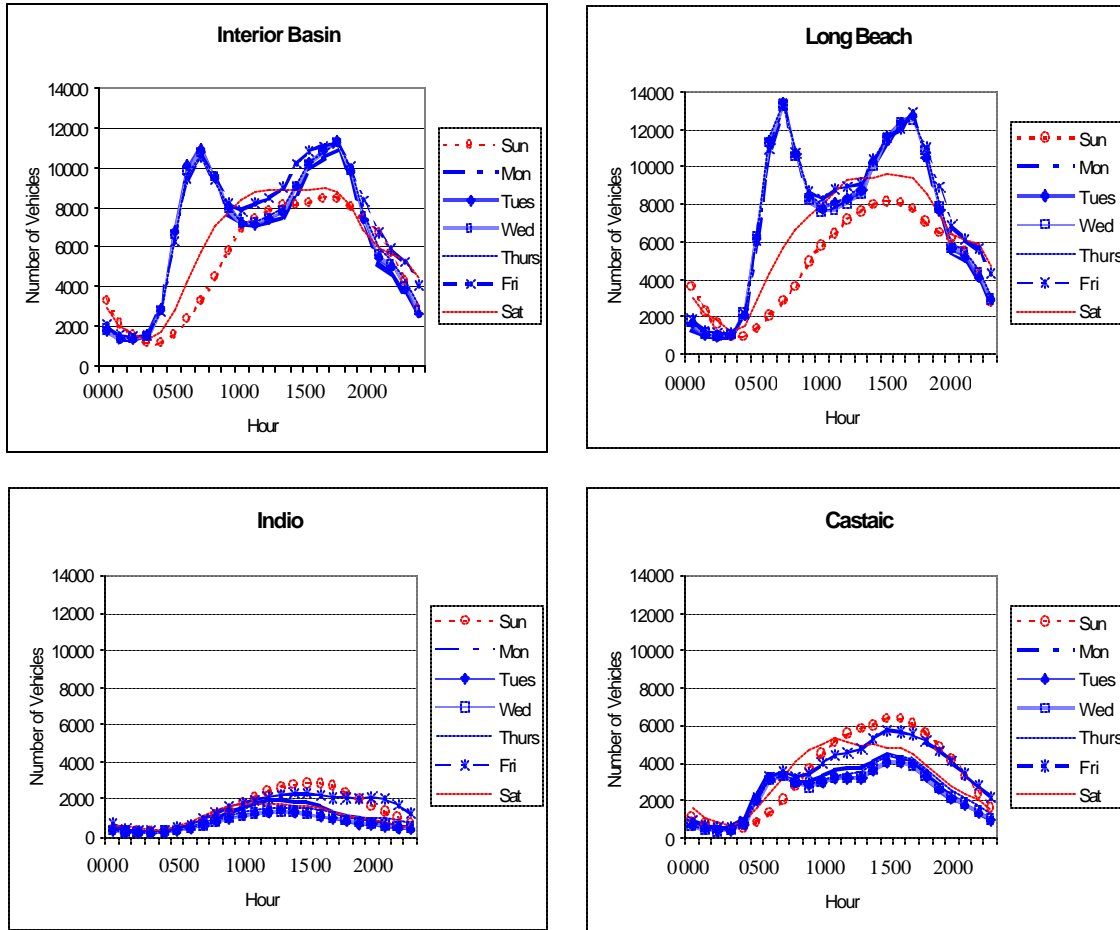 Interior Basin
14000
12000
10000
8000
6000
4000
2000
0
Number of Vehicles
0000 0500 1000 1500 2000
Hour
Sun
Mon
Tues
Wed
Thurs
Fri
Sat
Long Beach
14000
12000
10000
8000
6000
4000
2000
0
Number of Vehicles
0000 0500 1000 1500 2000
Hour
Sun
Mon
Tues
Wed
Thurs
Fri
Sat
Indio
14000
12000
10000
8000
6000
4000
2000
0
Number of Vehicles
0000 0500 1000 1500 2000
Hour
Sun
Mon
Tues
Wed
Thurs
Fri
Sat
Castaic
14000
12000
10000
8000
6000
4000
2000
0
Number of Vehicles
0000 0500 1000 1500 2000
Hour
Sun
Mon
Tues
Wed
Thurs
Fri
Sat